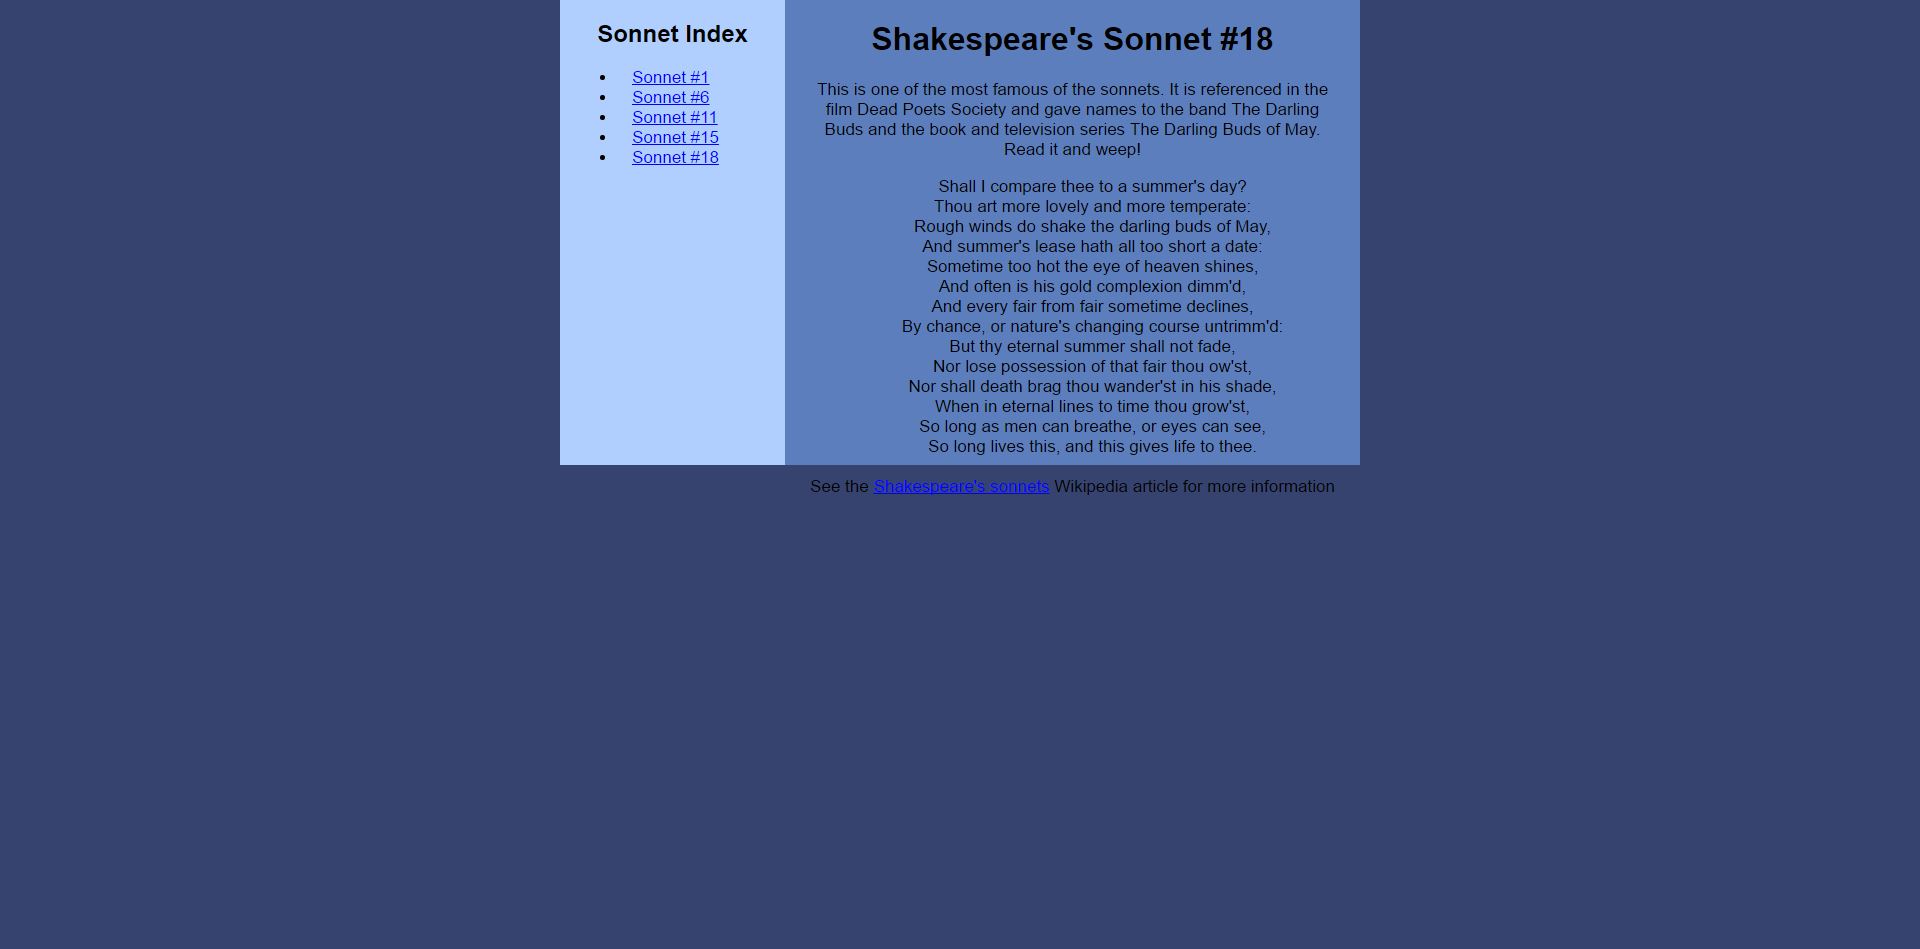 Sonnet Index
Sonnet #1
Sonnet #6
Sonnet #11
Sonnet #15
Sonnet #18
Shakespeare's Sonnet #18
This is one of the most famous of the sonnets. It is referenced in the
film Dead Poets Society and gave names to the band The Darling
Buds and the book and television series The Darling Buds of May.
Read it and weep!
Shall I compare thee to a summer's day?
Thou art more lovely and more temperate:
Rough winds do shake the darling buds of May,
And summer's lease hath all too short a date:
Sometime too hot the eye of heaven shines,
And often is his gold complexion dimm'd,
And every fair from fair sometime declines,
By chance, or nature's changing course untrimm'd:
But thy eternal summer shall not fade,
Nor lose possession of that fair thou ow'st,
Nor shall death brag thou wander'st in his shade,
When in eternal lines to time thou grow'st,
So long as men can breathe, or eyes can see,
So long lives this, and this gives life to thee.
See the Shakespeare's sonnets Wikipedia article for more information